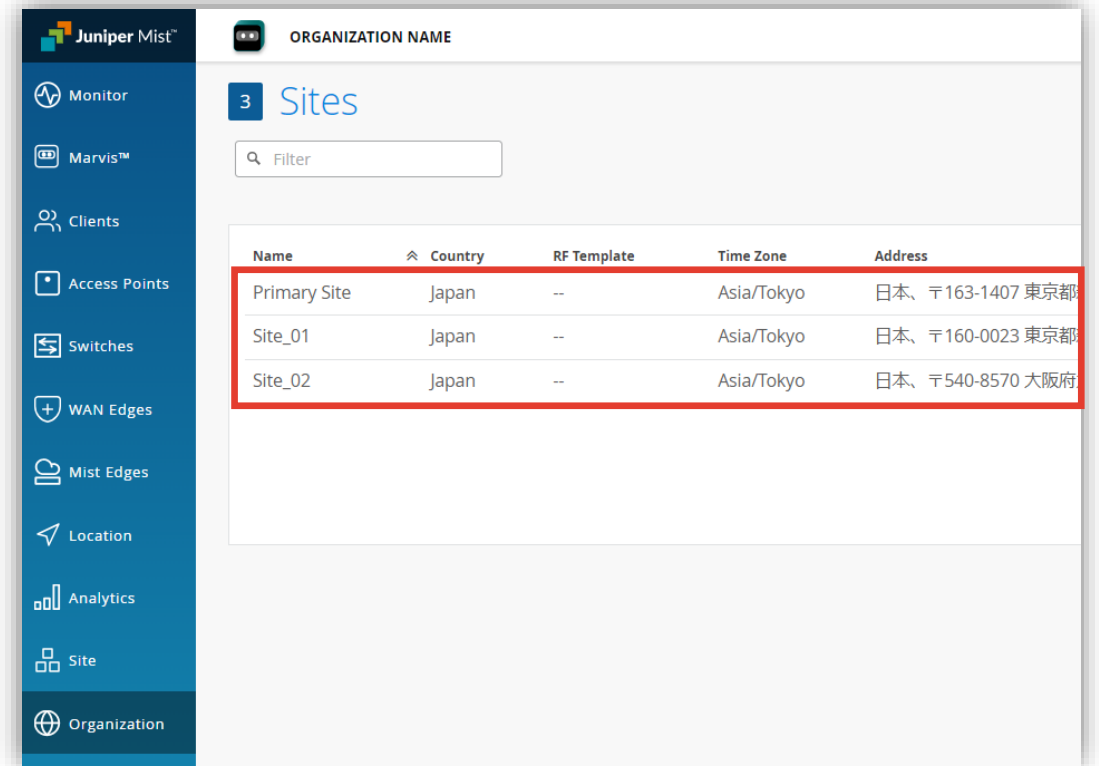 Juniper Mist™
ORGANIZATION NAME
Monitor
Marvis™
Clients
Access Points
Switches
WAN Edges
Mist Edges
Location
Analytics
Site
Organization
3 Sites
Filter
Name Country RF Template Time Zone Address
Primary Site Japan -- Asia/Tokyo 日本、〒163-1407 東京都
Site_01 Japan -- Asia/Tokyo 日本、〒160-0023 東京都
Site_02 Japan -- Asia/Tokyo 日本、〒540-8570 大阪府